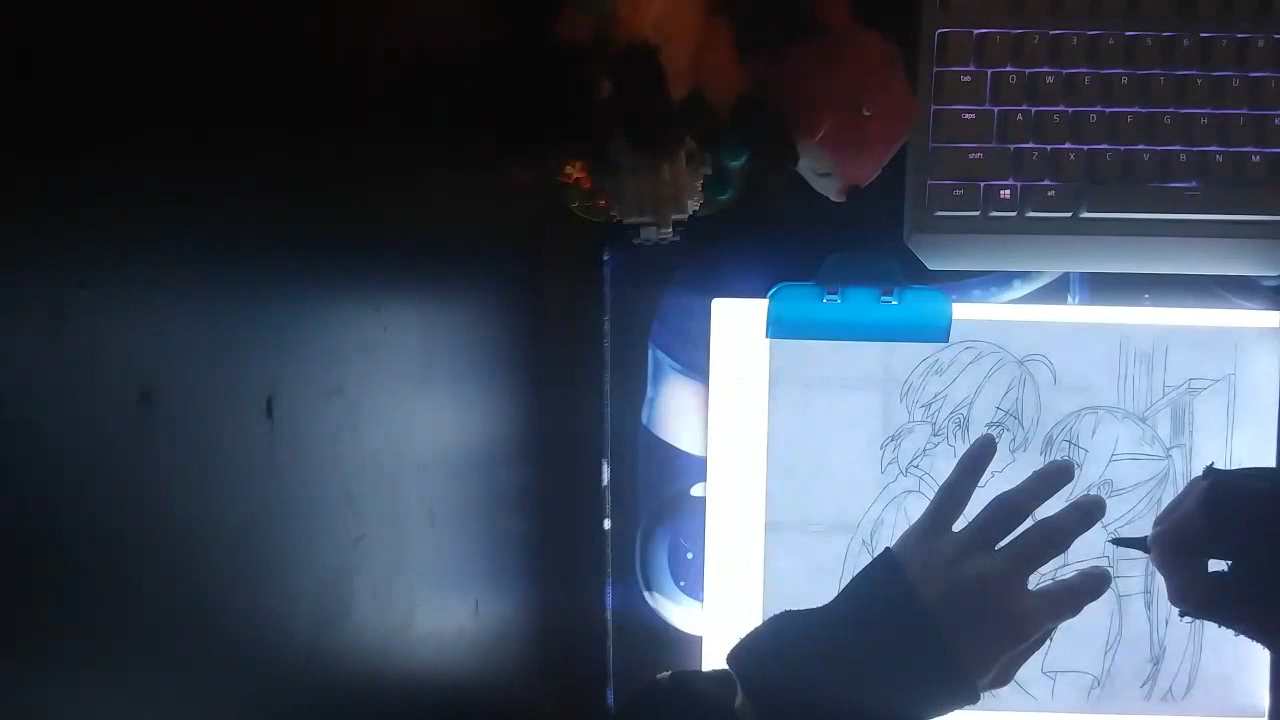 1 2 3 4 5 6 7 8
tab Q W E R T Y U I
caps A S D F G H I K
shift Z X C V B N M
ctrl alt